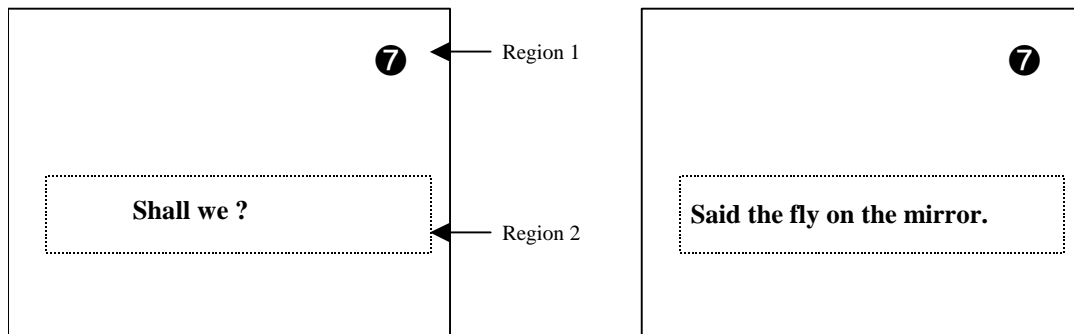 ❼
Region 1
❼
Shall we ?
Said the fly on the mirror.
Region 2